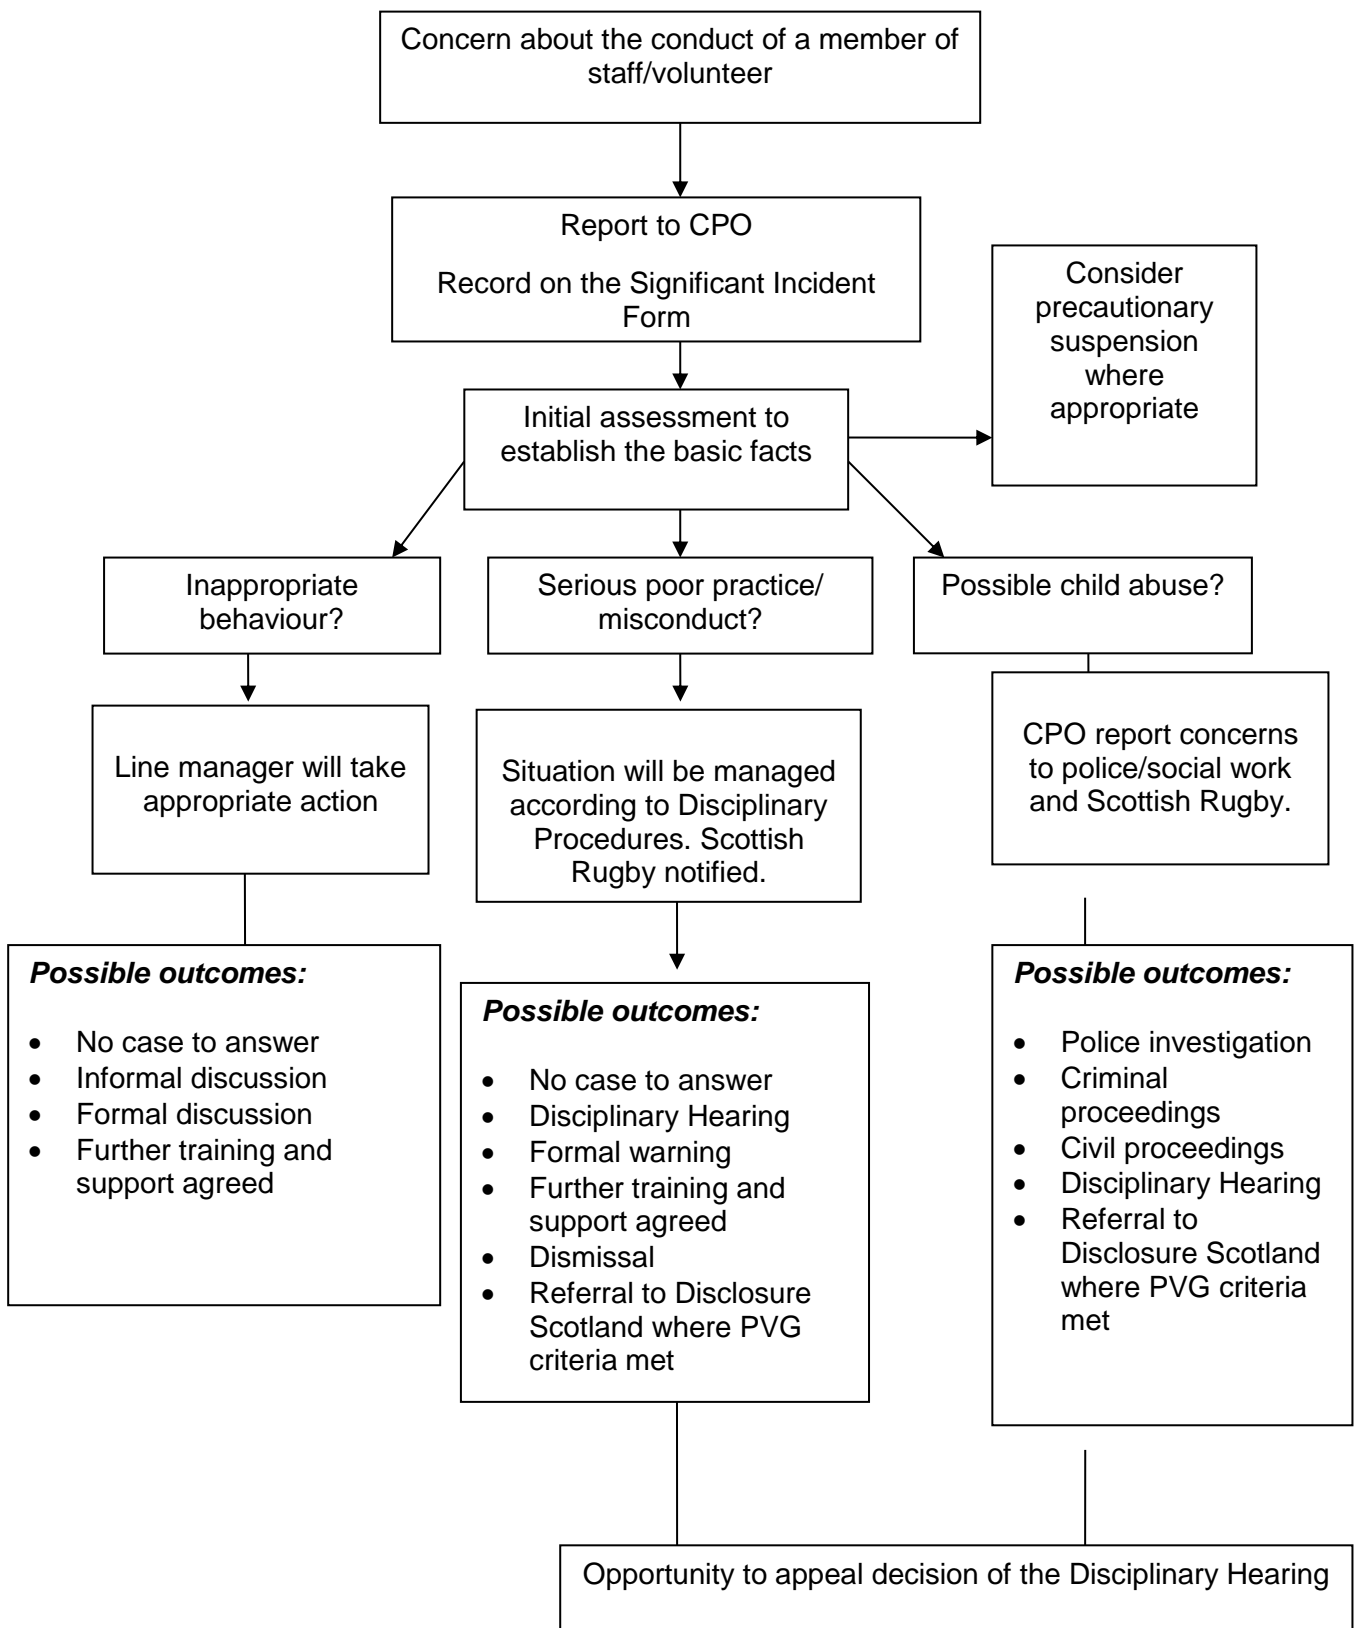 Concern about the conduct of a member of
staff/volunteer
Report to CPO
Record on the Significant Incident
Form
Consider
precautionary
suspension
where
appropriate
Initial assessment to
establish the basic facts
Inappropriate
behaviour?
Serious poor practice/
misconduct?
Possible child abuse?
Line manager will take
appropriate action
Situation will be managed
according to Disciplinary
Procedures. Scottish
Rugby notified.
CPO report concerns
to police/social work
and Scottish Rugby.
Possible outcomes:
• No case to answer
• Informal discussion
• Formal discussion
• Further training and
support agreed
Possible outcomes:
• No case to answer
• Disciplinary Hearing
• Formal warning
• Further training and
support agreed
• Dismissal
• Referral to Disclosure
Scotland where PVG
criteria met
Possible outcomes:
• Police investigation
• Criminal
proceedings
• Civil proceedings
• Disciplinary Hearing
• Referral to
Disclosure Scotland
where PVG criteria
met
Opportunity to appeal decision of the Disciplinary Hearing